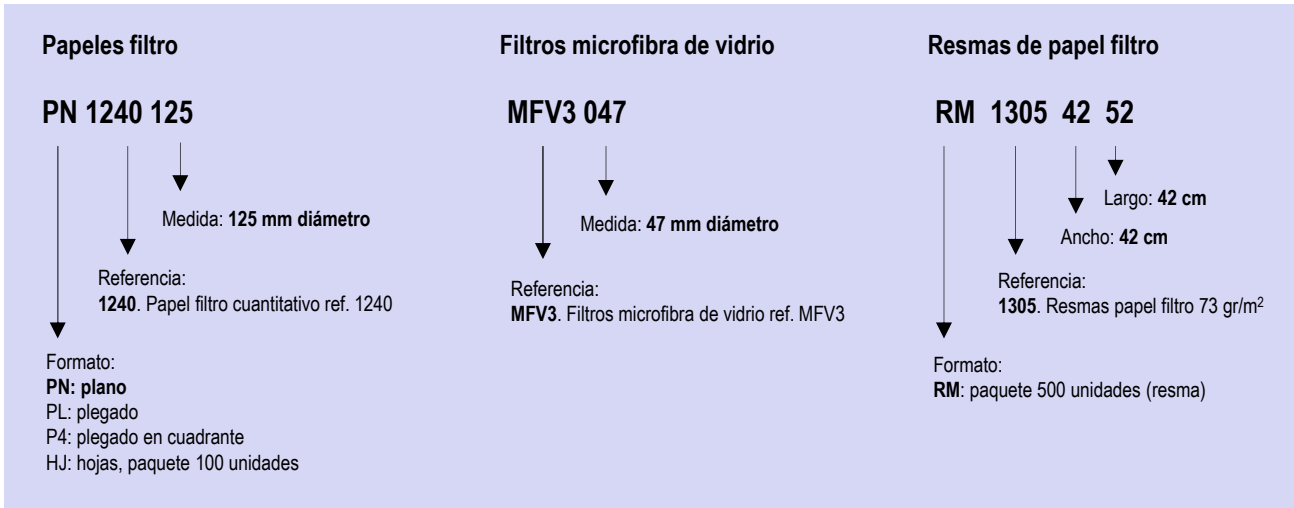 Papeles filtro
PN 1240 125
Medida: 125 mm diámetro
Referencia:
1240. Papel filtro cuantitativo ref. 1240
Formato:
PN: plano
PL: plegado
P4: plegado en cuadrante
HJ: hojas, paquete 100 unidades
Filtros microfibra de vidrio
MFV3 047
Medida: 47 mm diámetro
Referencia:
MFV3. Filtros microfibra de vidrio ref. MFV3
Resmas de papel filtro
RM 1305 42 52
Largo: 42 cm
Ancho: 42 cm
Referencia:
1305. Resmas papel filtro 73 gr/m²
Formato:
RM: paquete 500 unidades (resma)